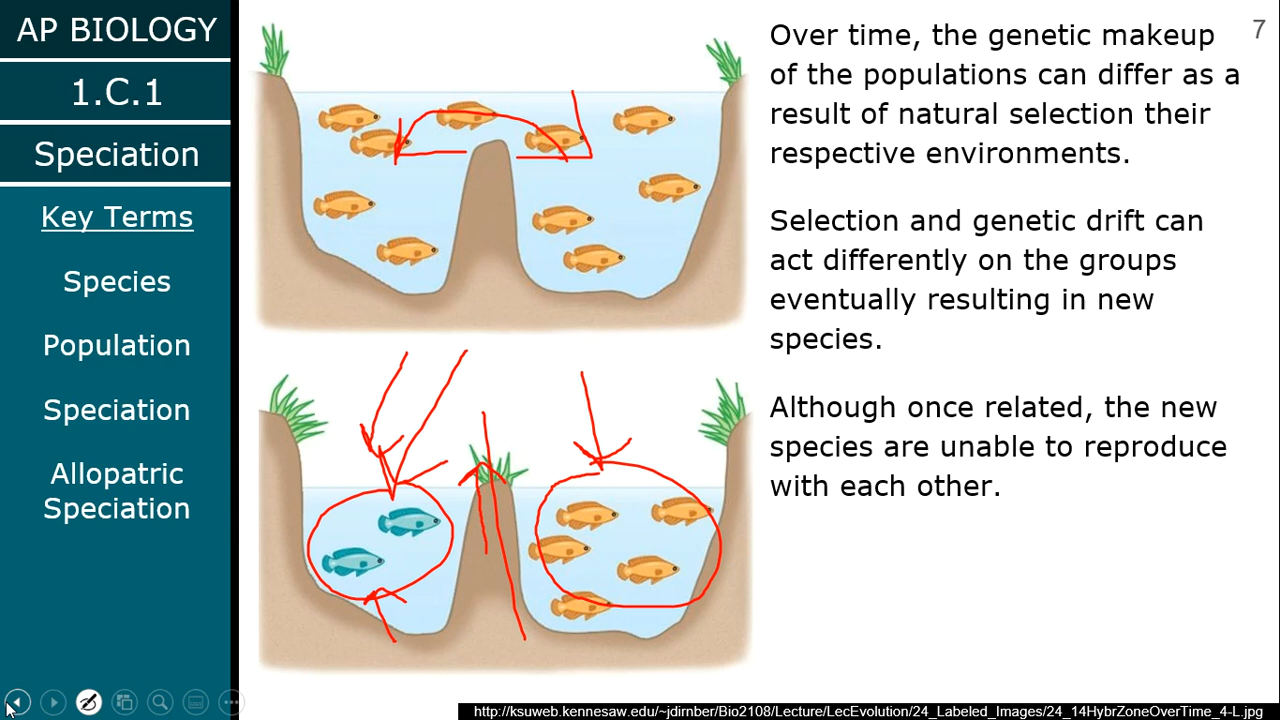 AP BIOLOGY
1.C.1
Speciation
Key Terms
Species
Population
Speciation
Allopatric
Speciation
7
Over time, the genetic makeup
of the populations can differ as a
result of natural selection their
respective environments.
Selection and genetic drift can
act differently on the groups
eventually resulting in new
species.
Although once related, the new
species are unable to reproduce
with each other.
http://ksuweb.kennesaw.edu/~jdirnber/Bio2108/Lecture/LecEvolution/24_Labeled_Images/24_14HybrZoneOverTime_4-L.jpg